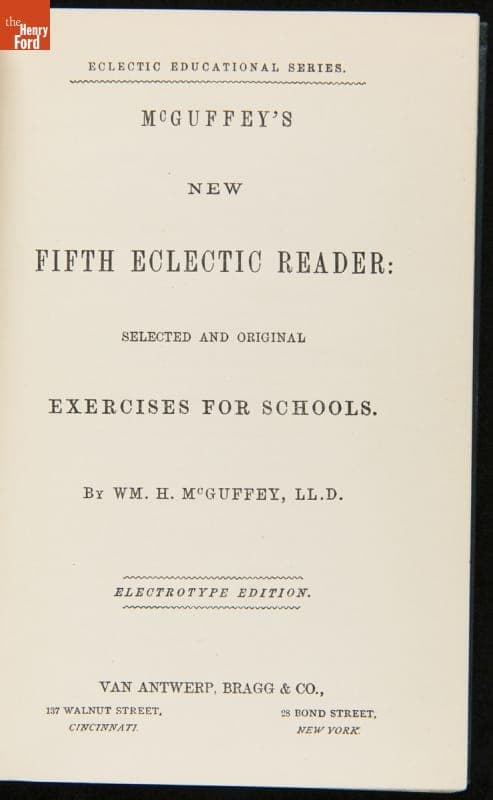 the
Henry
Ford
ECLECTIC EDUCATIONAL SERIES.
McGUFFEY'S
NEW
FIFTH ECLECTIC READER:
SELECTED AND ORIGINAL
EXERCISES FOR SCHOOLS.
By WM. H. McGUFFEY, LL.D.
ELECTROTYPE EDITION.
VAN ANTWERP, BRAGG & CO.,
137 WALNUT STREET, 28 BOND STREET,
CINCINNATI. NEW YORK.